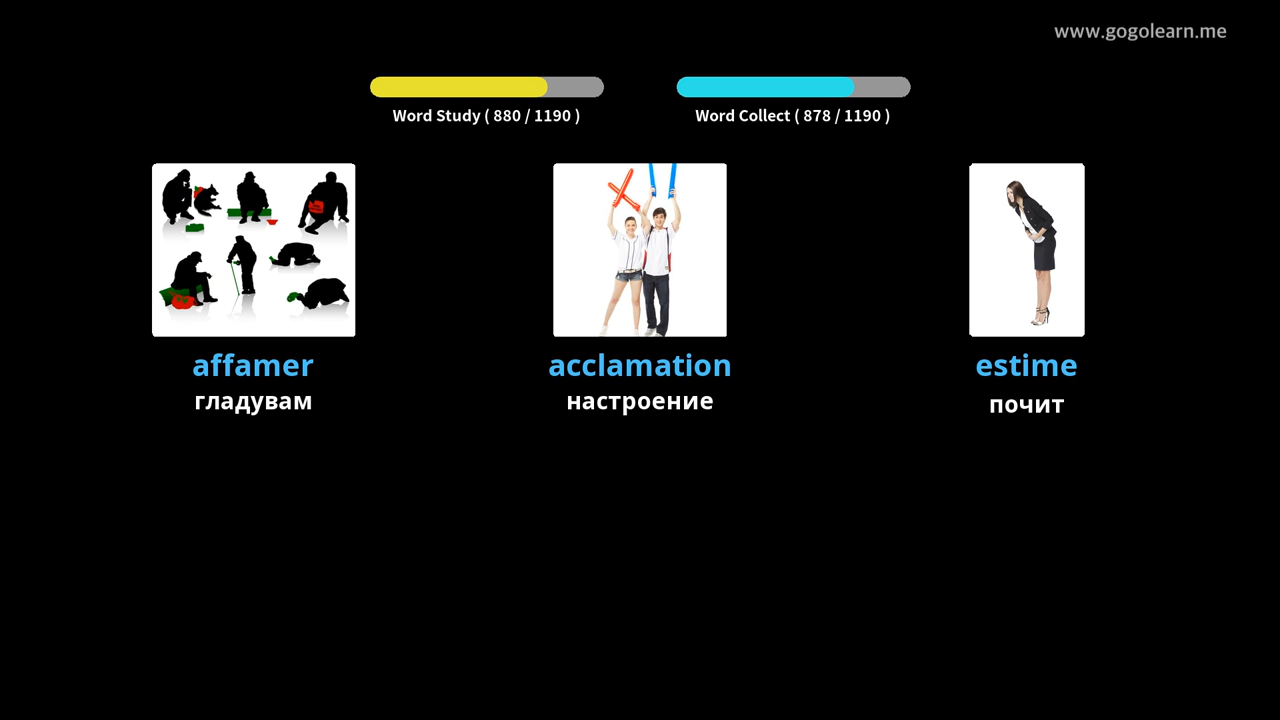 www.gogolearn.me
Word Study ( 880 / 1190 )
Word Collect ( 878 / 1190 )
affamer
гладувам
acclamation
настроение
estime
почит